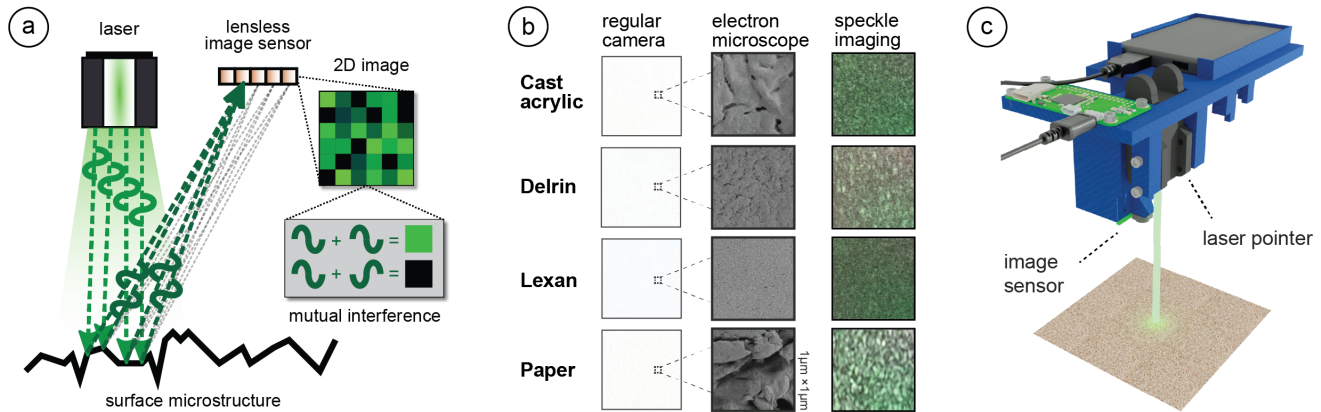 a
laser
lensless
image sensor
2D image
+ =
+ =
mutual interference
surface microstructure
b
regular
camera
electron
microscope
speckle
imaging
Cast
acrylic
Delrin
Lexan
Paper
1µm × 1µm
c
laser pointer
image
sensor